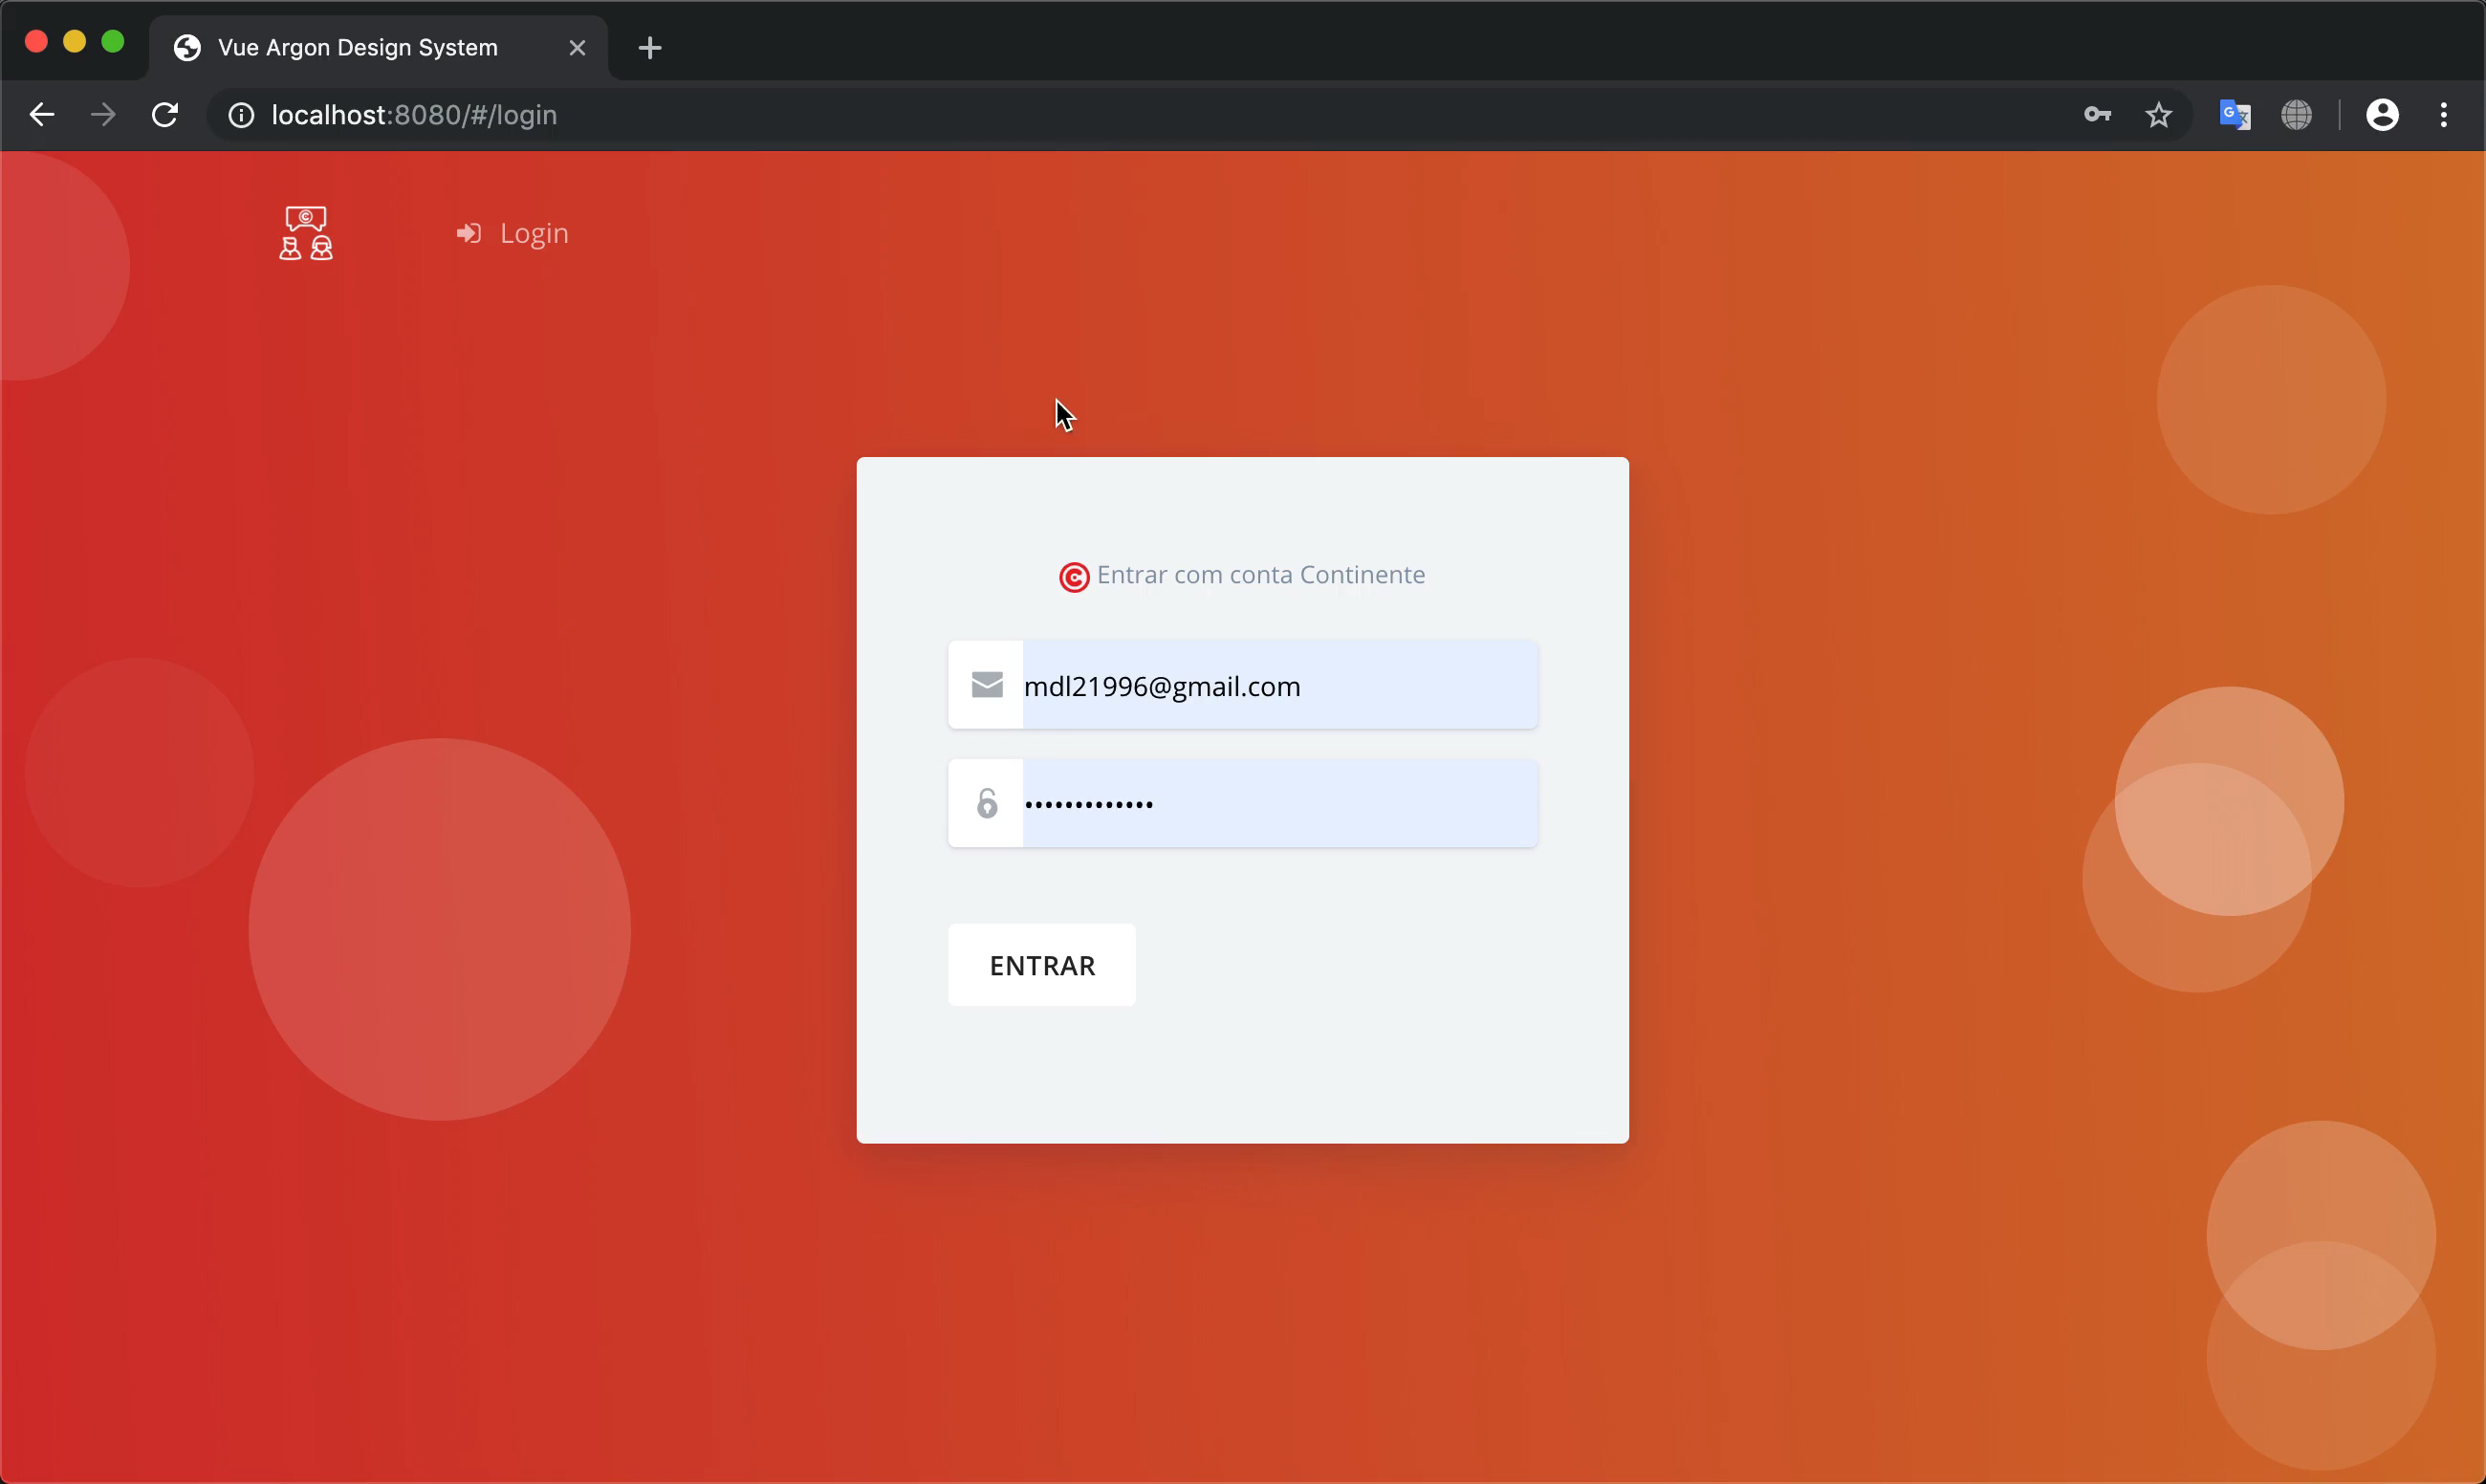 Vue Argon Design System
localhost:8080/#/login
Login
Entrar com conta Continente
mdl21996@gmail.com
•••••••••••••
ENTRAR